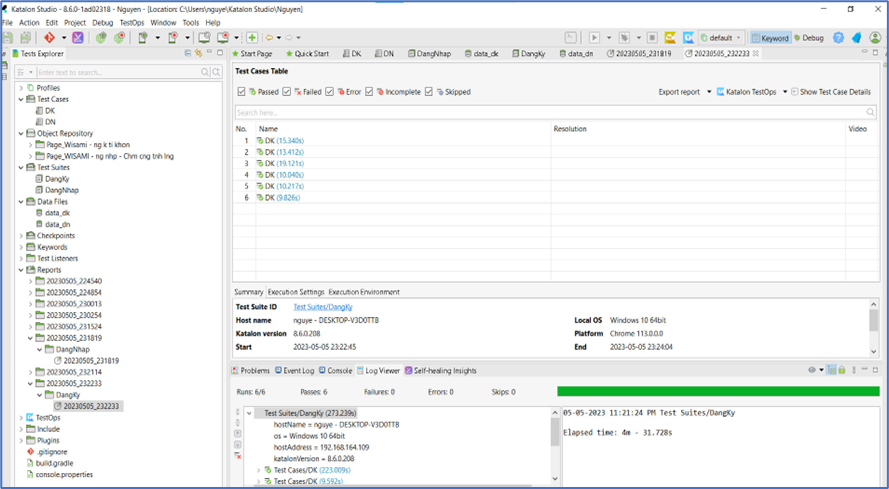 Katalon Studio - 8.6.0-1ad02318 - Nguyen - [Location: C:\Users\nguye\Katalon Studio\Nguyen]
File Action Edit Project Debug TestOps Window Tools Help
default Keyword Debug
Tests Explorer
Enter text to search...
Profiles
Test Cases
DK
DN
Object Repository
Page_Wisami - ng k ti khon
Page_WISAMI - ng nhp - Chm cng tnh lng
Test Suites
DangKy
DangNhap
Data Files
data_dk
data_dn
Checkpoints
Keywords
Test Listeners
Reports
20230505_224540
20230505_224854
20230505_230013
20230505_230254
20230505_231524
20230505_231819
DangNhap
20230505_231819
20230505_232114
20230505_232233
DangKy
20230505_232233
TestOps
Include
Plugins
.gitignore
build.gradle
console.properties
Start Page Quick Start DK DN DangNhap data_dk DangKy data_dn 20230505_231819 20230505_232233
Test Cases Table
Passed Failed Error Incomplete Skipped Export report Katalon TestOps Show Test Case Details
Search here...
No. Name Resolution Video
1 DK (15.340s)
2 DK (13.412s)
3 DK (19.121s)
4 DK (10.040s)
5 DK (10.217s)
6 DK (9.826s)
Summary Execution Settings Execution Environment
Test Suite ID Test Suites/DangKy
Host name nguye - DESKTOP-V3D0TTB Local OS Windows 10 64bit
Katalon version 8.6.0.208 Platform Chrome 113.0.0.0
Start 2023-05-05 23:22:45 End 2023-05-05 23:24:04
Problems Event Log Console Log Viewer Self-healing Insights
Runs: 6/6 Passes: 6 Failures: 0 Errors: 0 Skips: 0
Test Suites/DangKy (273.239s)
hostName = nguye - DESKTOP-V3D0TTB
os = Windows 10 64bit
hostAddress = 192.168.164.109
katalonVersion = 8.6.0.208
Test Cases/DK (223.009s)
Test Cases/DK (9.592s)
05-05-2023 11:21:24 PM Test Suites/DangKy
Elapsed time: 4m - 31.728s